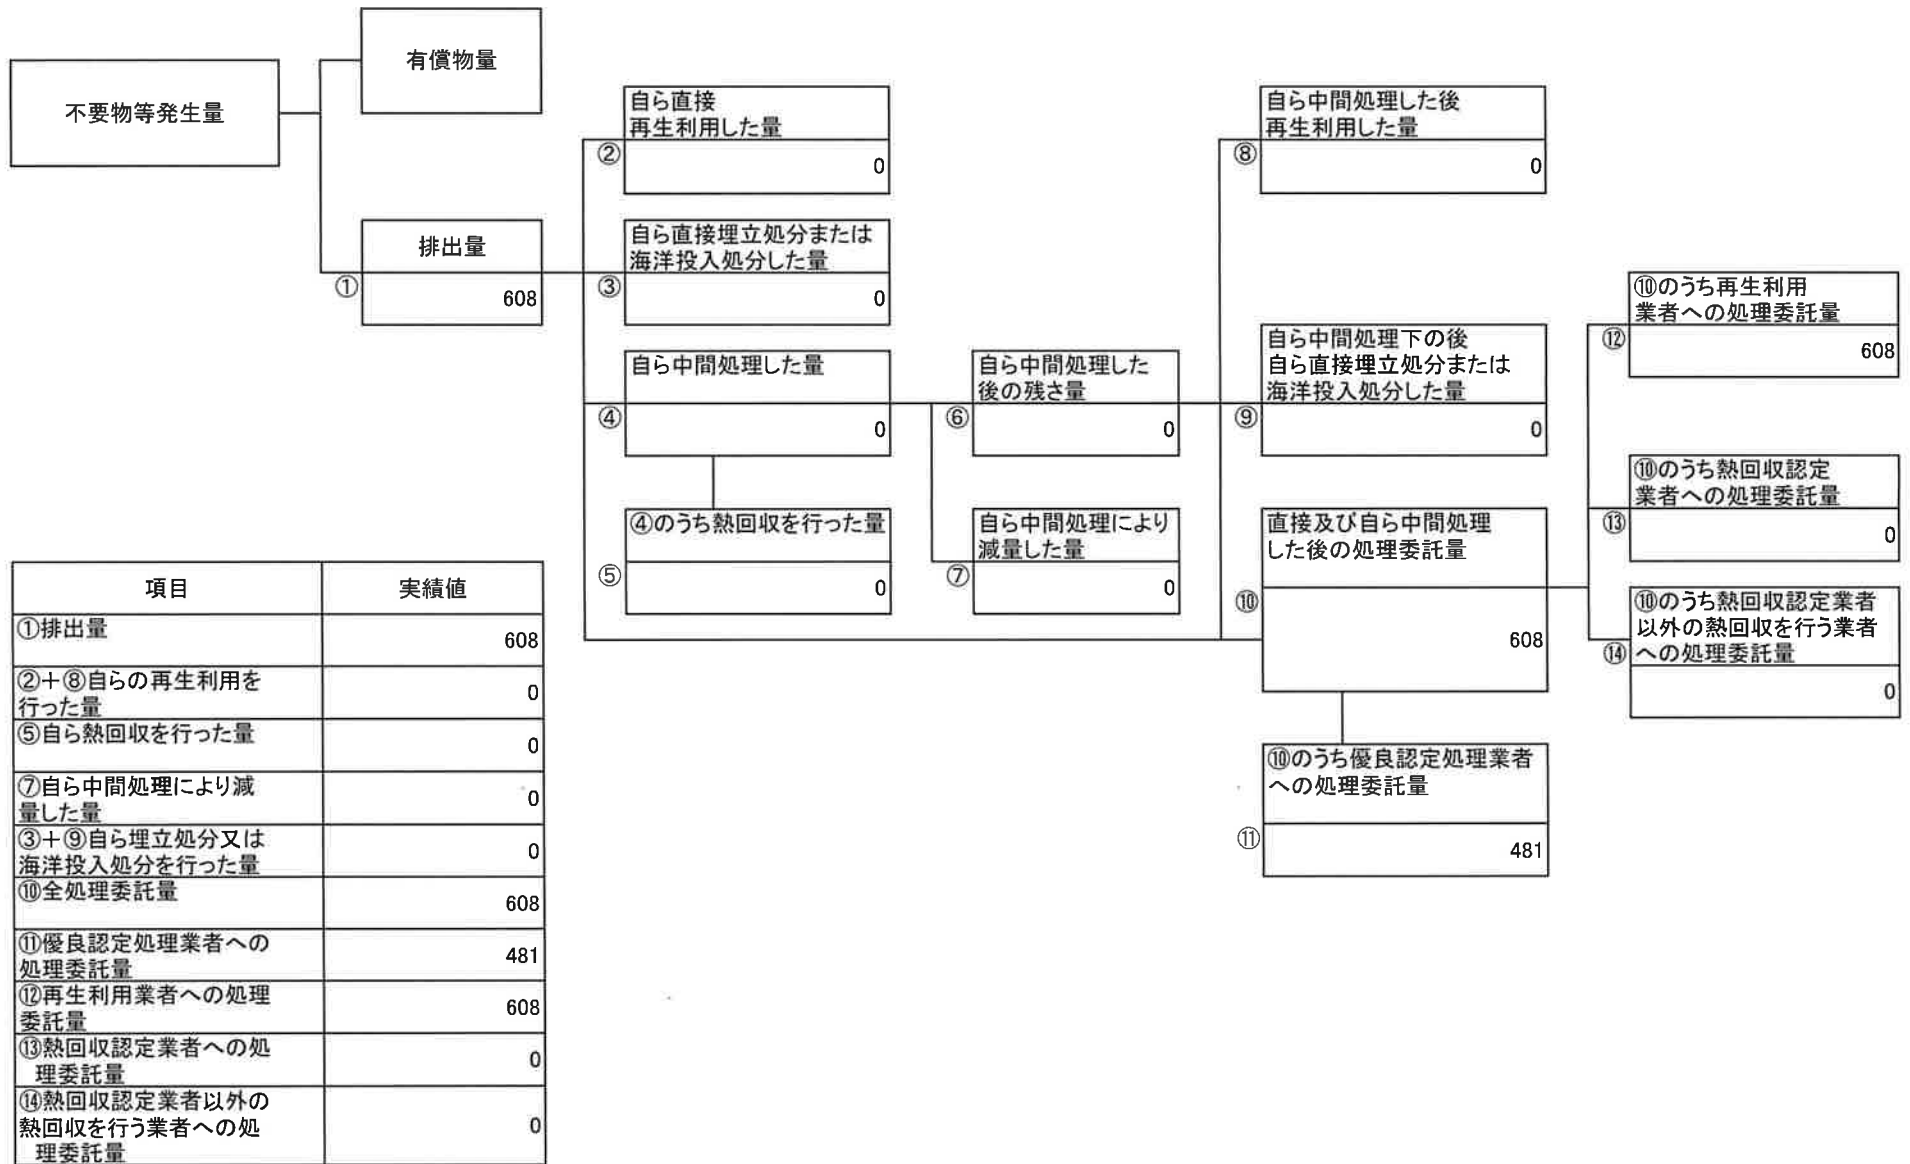 不要物等発生量
有償物量
排出量
①
608
自ら直接
再生利用した量
②
0
自ら直接埋立処分または
海洋投入処分した量
③
0
自ら中間処理した量
④
0
④のうち熱回収を行った量
⑤
0
自ら中間処理した
後の残さ量
⑥
0
自ら中間処理により
減量した量
⑦
0
自ら中間処理した後
再生利用した量
⑧
0
自ら中間処理下の後
自ら直接埋立処分または
海洋投入処分した量
⑨
0
直接及び自ら中間処理
した後の処理委託量
⑩
608
⑩のうち優良認定処理業者
への処理委託量
⑪
481
⑩のうち再生利用
業者への処理委託量
⑫
608
⑩のうち熱回収認定
業者への処理委託量
⑬
0
⑩のうち熱回収認定業者
以外の熱回収を行う業者
への処理委託量
⑭
0
項目 実績値
①排出量
608
②+⑧自らの再生利用を
行った量
0
⑤自ら熱回収を行った量
0
⑦自ら中間処理により減
量した量
0
③+⑨自ら埋立処分又は
海洋投入処分を行った量
0
⑩全処理委託量
608
⑪優良認定処理業者への
処理委託量
481
⑫再生利用業者への処理
委託量
608
⑬熱回収認定業者への処
理委託量
0
⑭熱回収認定業者以外の
熱回収を行う業者への処
理委託量
0